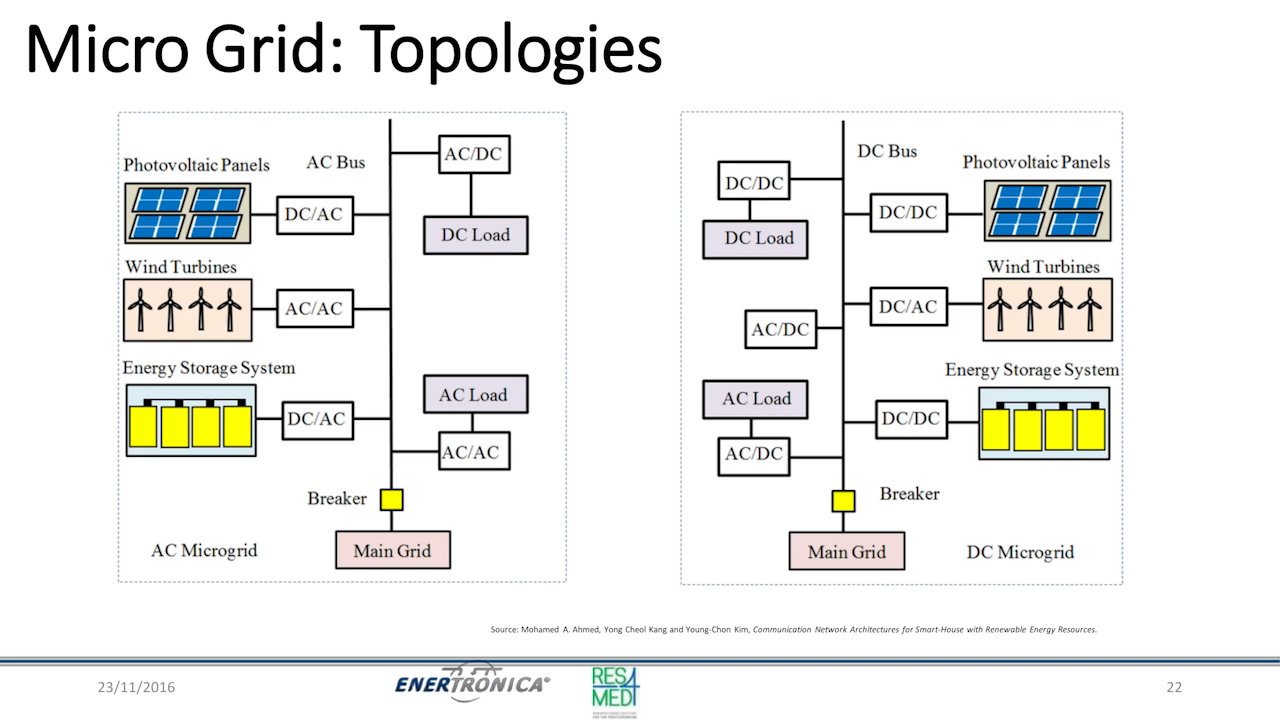 Micro Grid: Topologies
Photovoltaic Panels
AC Bus
AC/DC
DC/AC
DC Load
Wind Turbines
AC/AC
Energy Storage System
AC Load
DC/AC
AC/AC
Breaker
AC Microgrid
Main Grid
DC Bus
Photovoltaic Panels
DC/DC
DC/DC
DC Load
Wind Turbines
DC/AC
AC/DC
Energy Storage System
AC Load
DC/DC
AC/DC
Breaker
Main Grid
DC Microgrid
Source: Mohamed A. Ahmed, Yong Cheol Kang and Young-Chon Kim, Communication Network Architectures for Smart-House with Renewable Energy Resources.
23/11/2016
ENERTRONICA®
RES4
MEDI
22